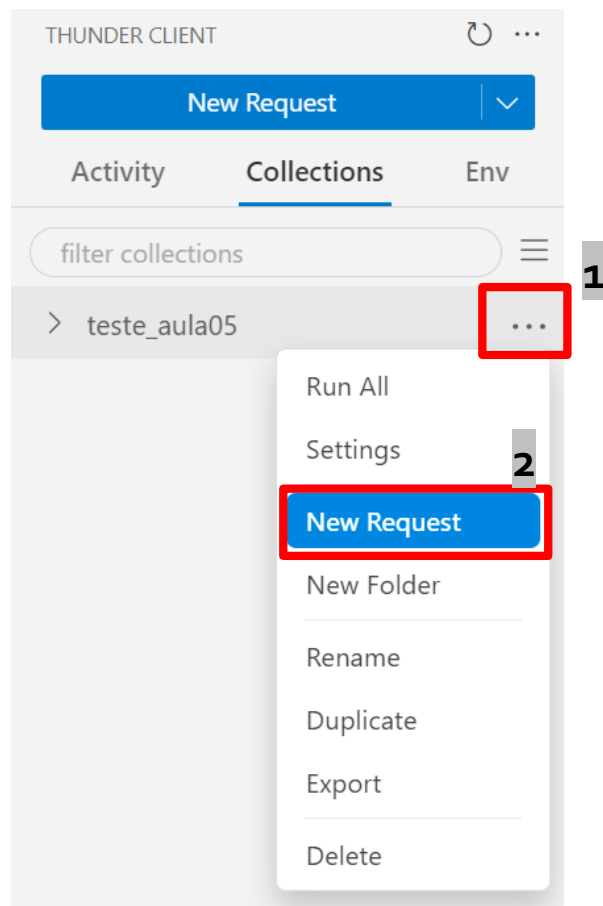 THUNDER CLIENT
New Request
Activity Collections Env
filter collections
1
teste_aula05
Run All
Settings
2
New Request
New Folder
Rename
Duplicate
Export
Delete